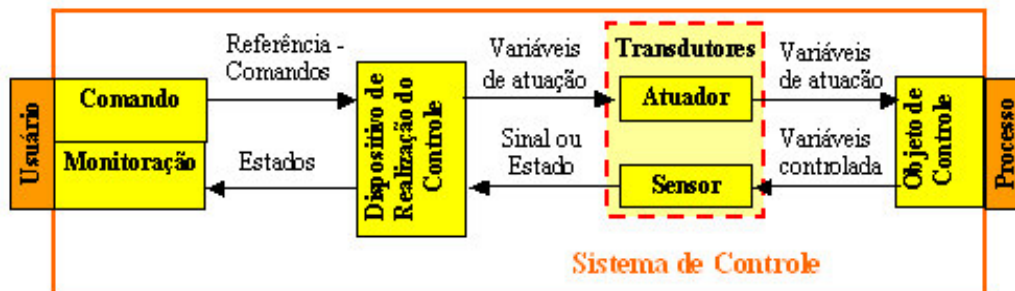 Usuário
Comando
Monitoração
Referência -
Comandos
Estados
Dispositivo de
Realização do
Controle
Variáveis
de atuação
Sinal ou
Estado
Transdutores
Atuador
Sensor
Variáveis
de atuação
Variáveis
controlada
Objeto de
Controle
Processo
Sistema de Controle